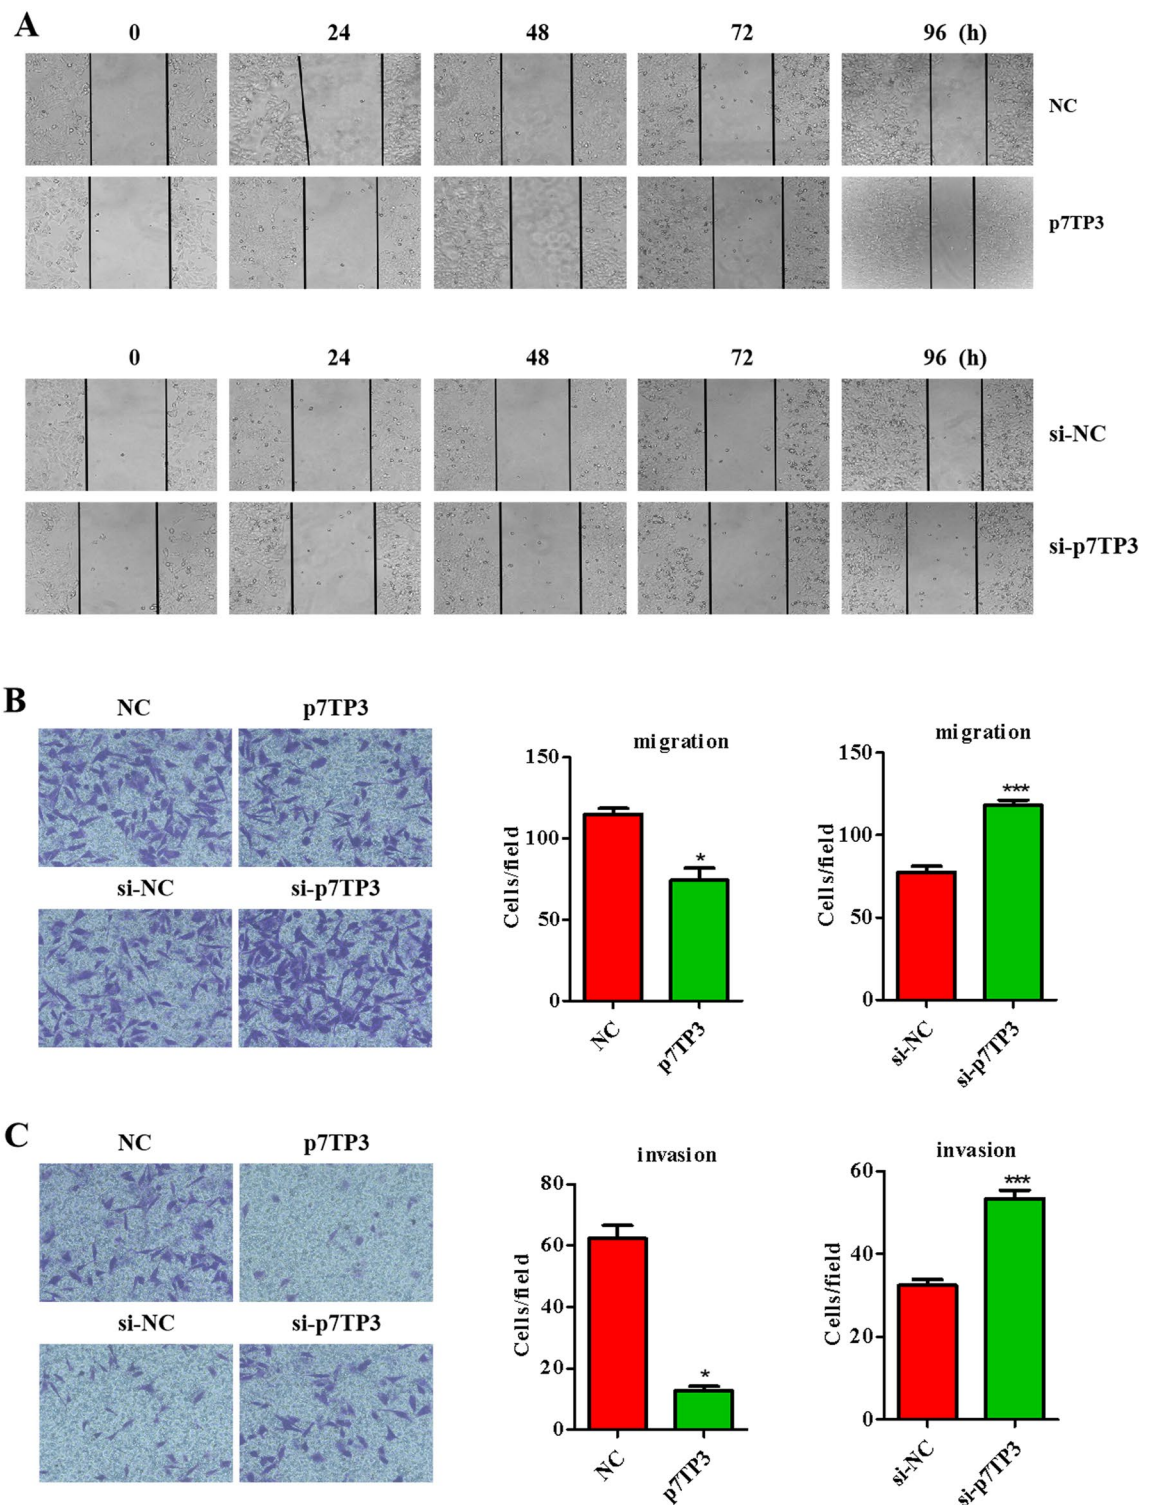 A
0 24 48 72 96 (h)
NC
p7TP3
0 24 48 72 96 (h)
si-NC
si-p7TP3
B
NC p7TP3
si-NC si-p7TP3
migration
150
100
50
0
Cells/field
*
NC p7TP3
migration
150
100
50
0
Cells/field
***
si-NC si-p7TP3
C
NC p7TP3
si-NC si-p7TP3
invasion
80
60
40
20
0
Cells/field
*
NC p7TP3
invasion
60
40
20
0
Cells/field
***
si-NC si-p7TP3